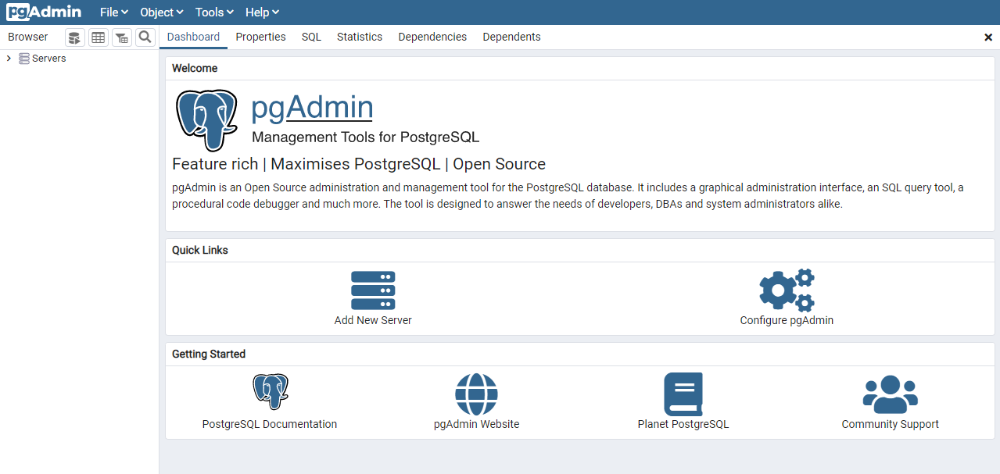 pgAdmin File Object Tools Help
Browser Dashboard Properties SQL Statistics Dependencies Dependents
Servers
Welcome
pgAdmin
Management Tools for PostgreSQL
Feature rich | Maximises PostgreSQL | Open Source
pgAdmin is an Open Source administration and management tool for the PostgreSQL database. It includes a graphical administration interface, an SQL query tool, a
procedural code debugger and much more. The tool is designed to answer the needs of developers, DBAs and system administrators alike.
Quick Links
Add New Server Configure pgAdmin
Getting Started
PostgreSQL Documentation pgAdmin Website Planet PostgreSQL Community Support